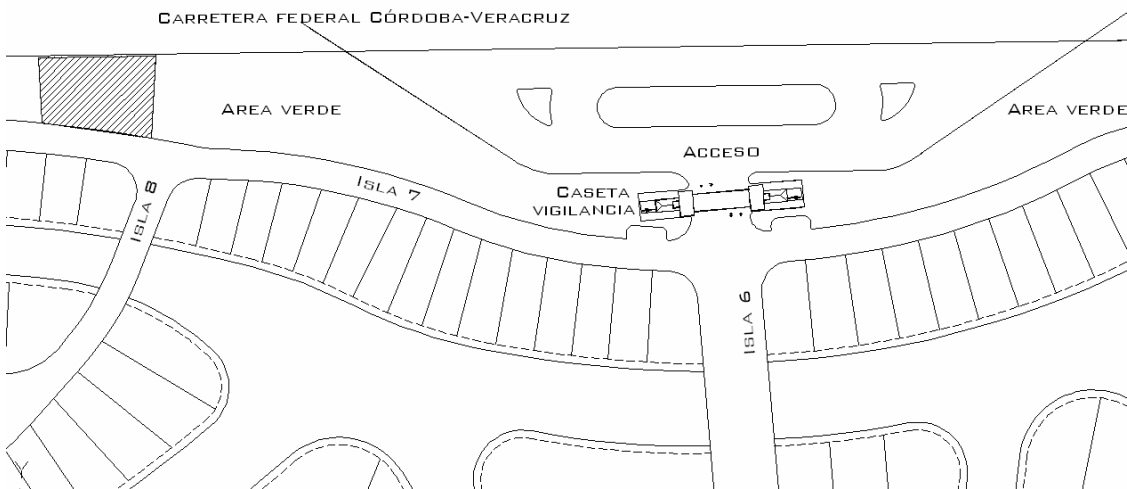 CARRETERA FEDERAL CÓRDOBA-VERACRUZ
AREA VERDE
AREA VERDE
ACCESO
ISLA 8
ISLA 7
CASETA
VIGILANCIA
ISLA 6